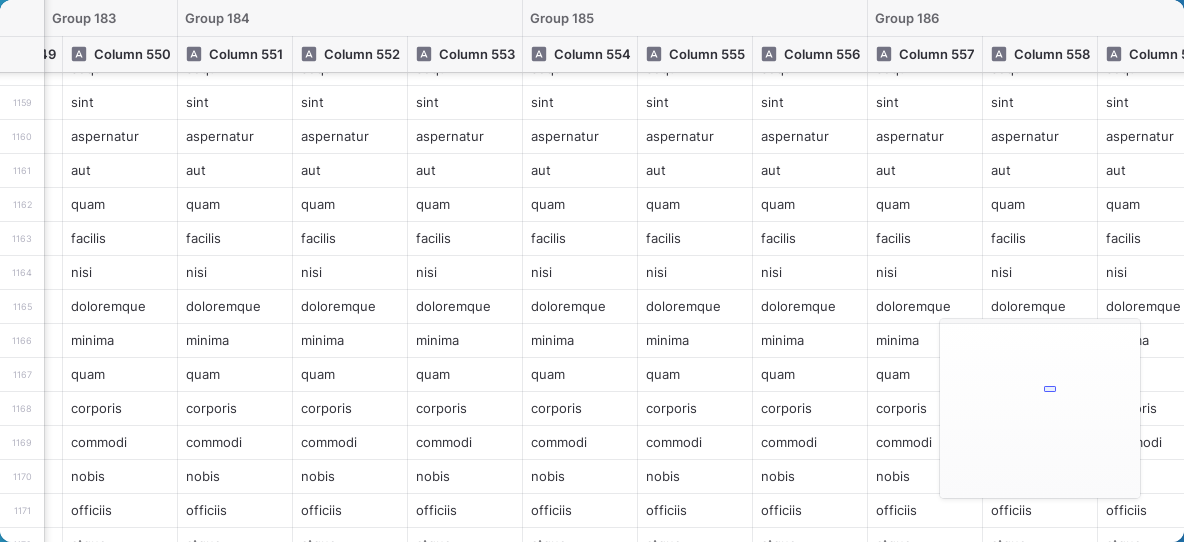 Group 183 Group 184 Group 185 Group 186
49 A Column 550 A Column 551 A Column 552 A Column 553 A Column 554 A Column 555 A Column 556 A Column 557 A Column 558 A Column 5
1159 sint sint sint sint sint sint sint sint sint sint
1160 aspernatur aspernatur aspernatur aspernatur aspernatur aspernatur aspernatur aspernatur aspernatur aspernatur
1161 aut aut aut aut aut aut aut aut aut aut
1162 quam quam quam quam quam quam quam quam quam quam
1163 facilis facilis facilis facilis facilis facilis facilis facilis facilis facilis
1164 nisi nisi nisi nisi nisi nisi nisi nisi nisi nisi
1165 doloremque doloremque doloremque doloremque doloremque doloremque doloremque doloremque doloremque doloremque
1166 minima minima minima minima minima minima minima minima na
1167 quam quam quam quam quam quam quam quam
1168 corporis corporis corporis corporis corporis corporis corporis corporis oris
1169 commodi commodi commodi commodi commodi commodi commodi commodi modi
1170 nobis nobis nobis nobis nobis nobis nobis nobis
1171 officiis officiis officiis officiis officiis officiis officiis officiis officiis officiis